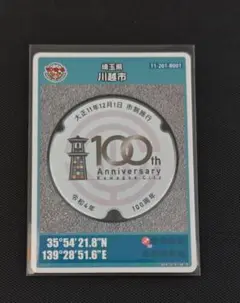 埼玉県
川越市
11-201-B001
大正11年12月1日 市制施行
100th
Anniversary
Kawagoe City
令和4年
100周年
35°54'21.8"N
139°28'51.6"E